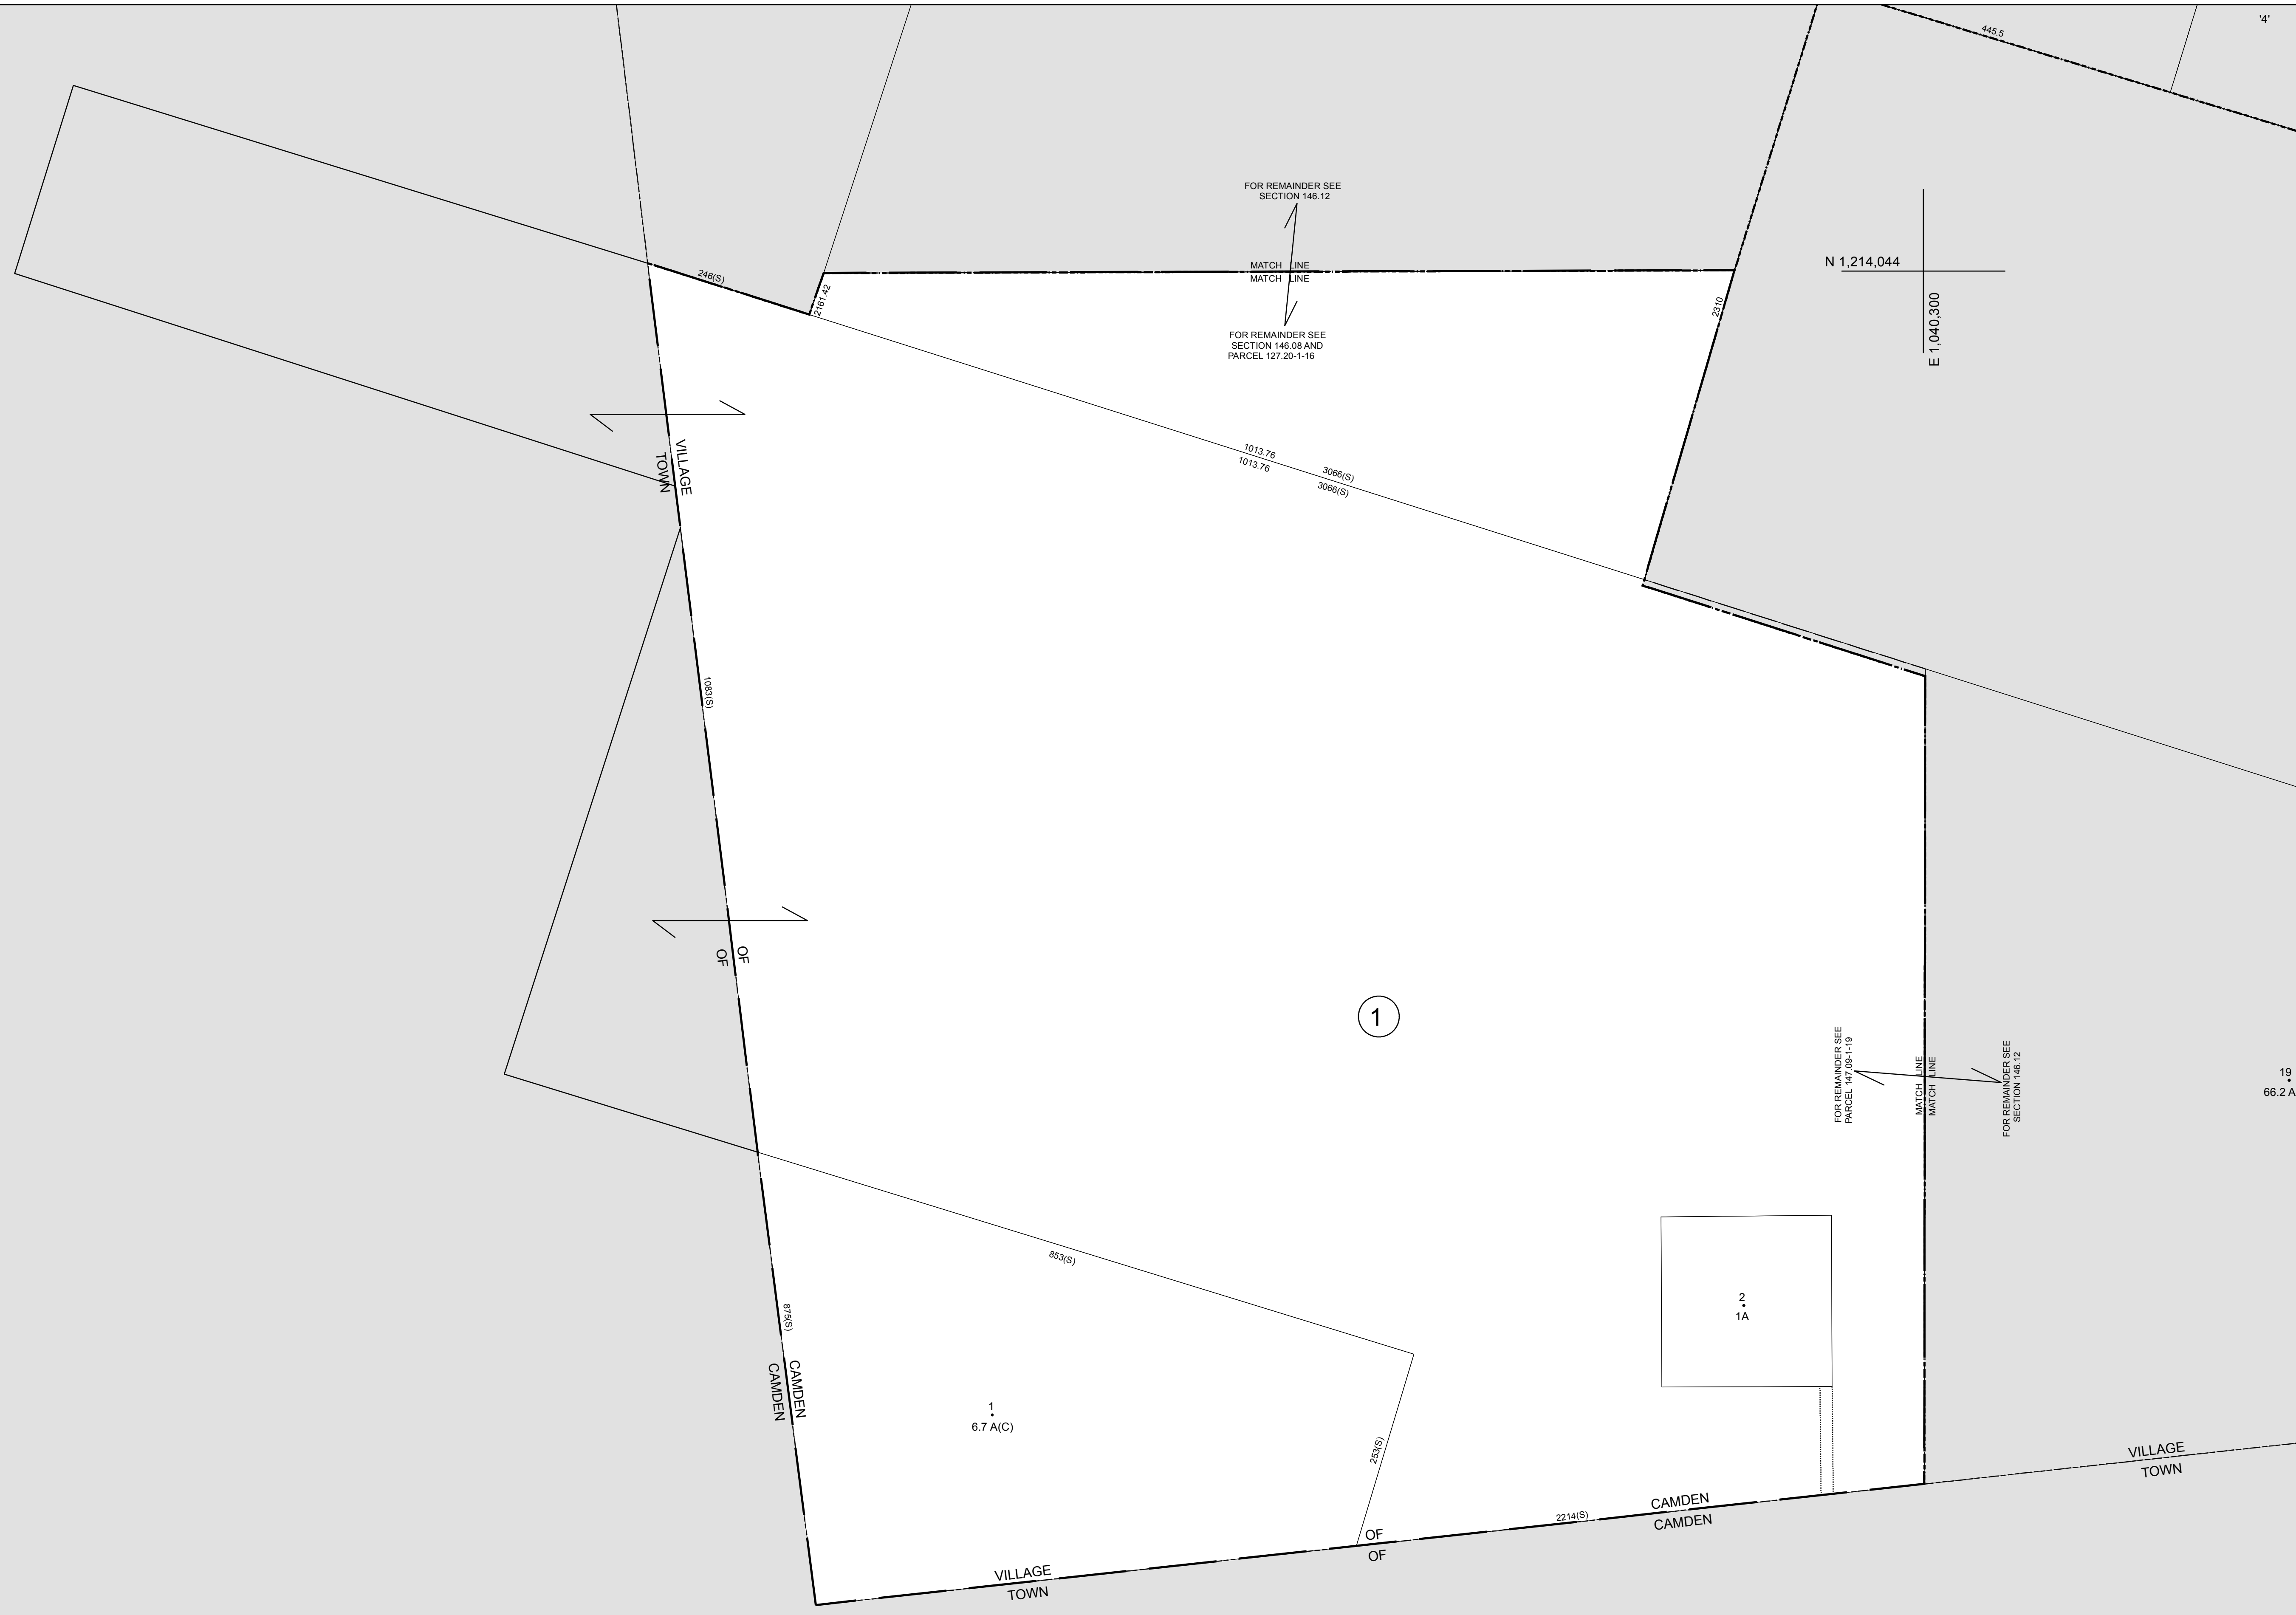 '4'
445.5
FOR REMAINDER SEE
SECTION 146.12
N 1,214,044
MATCH LINE
MATCH LINE
246(S)
2161.42
2310
E 1,040,300
FOR REMAINDER SEE
SECTION 146.08 AND
PARCEL 127.20-1-16
VILLAGE
TOWN
1013.76
1013.76
3066(S)
3066(S)
1083(S)
OF
OF
1
FOR REMAINDER SEE
PARCEL 147.09-1-19
MATCH LINE
MATCH LINE
FOR REMAINDER SEE
SECTION 146.12
19
66.2 A
853(S)
2
1A
875(S)
CAMDEN
CAMDEN
1
6.7 A(C)
253(S)
VILLAGE
TOWN
CAMDEN
CAMDEN
2214(S)
OF
OF
VILLAGE
TOWN